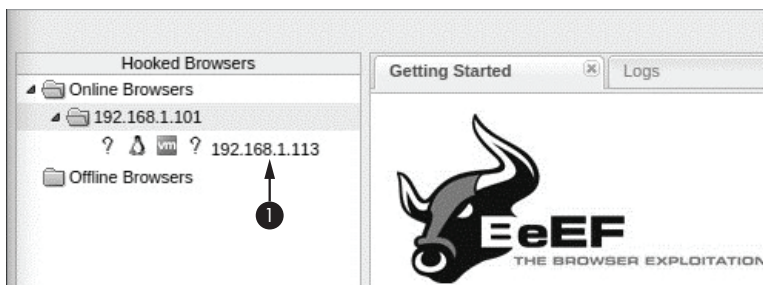 Hooked Browsers
Online Browsers
192.168.1.101
? vm ? 192.168.1.113
Offline Browsers
1
Getting Started
Logs
BeEF
THE BROWSER EXPLOITATION